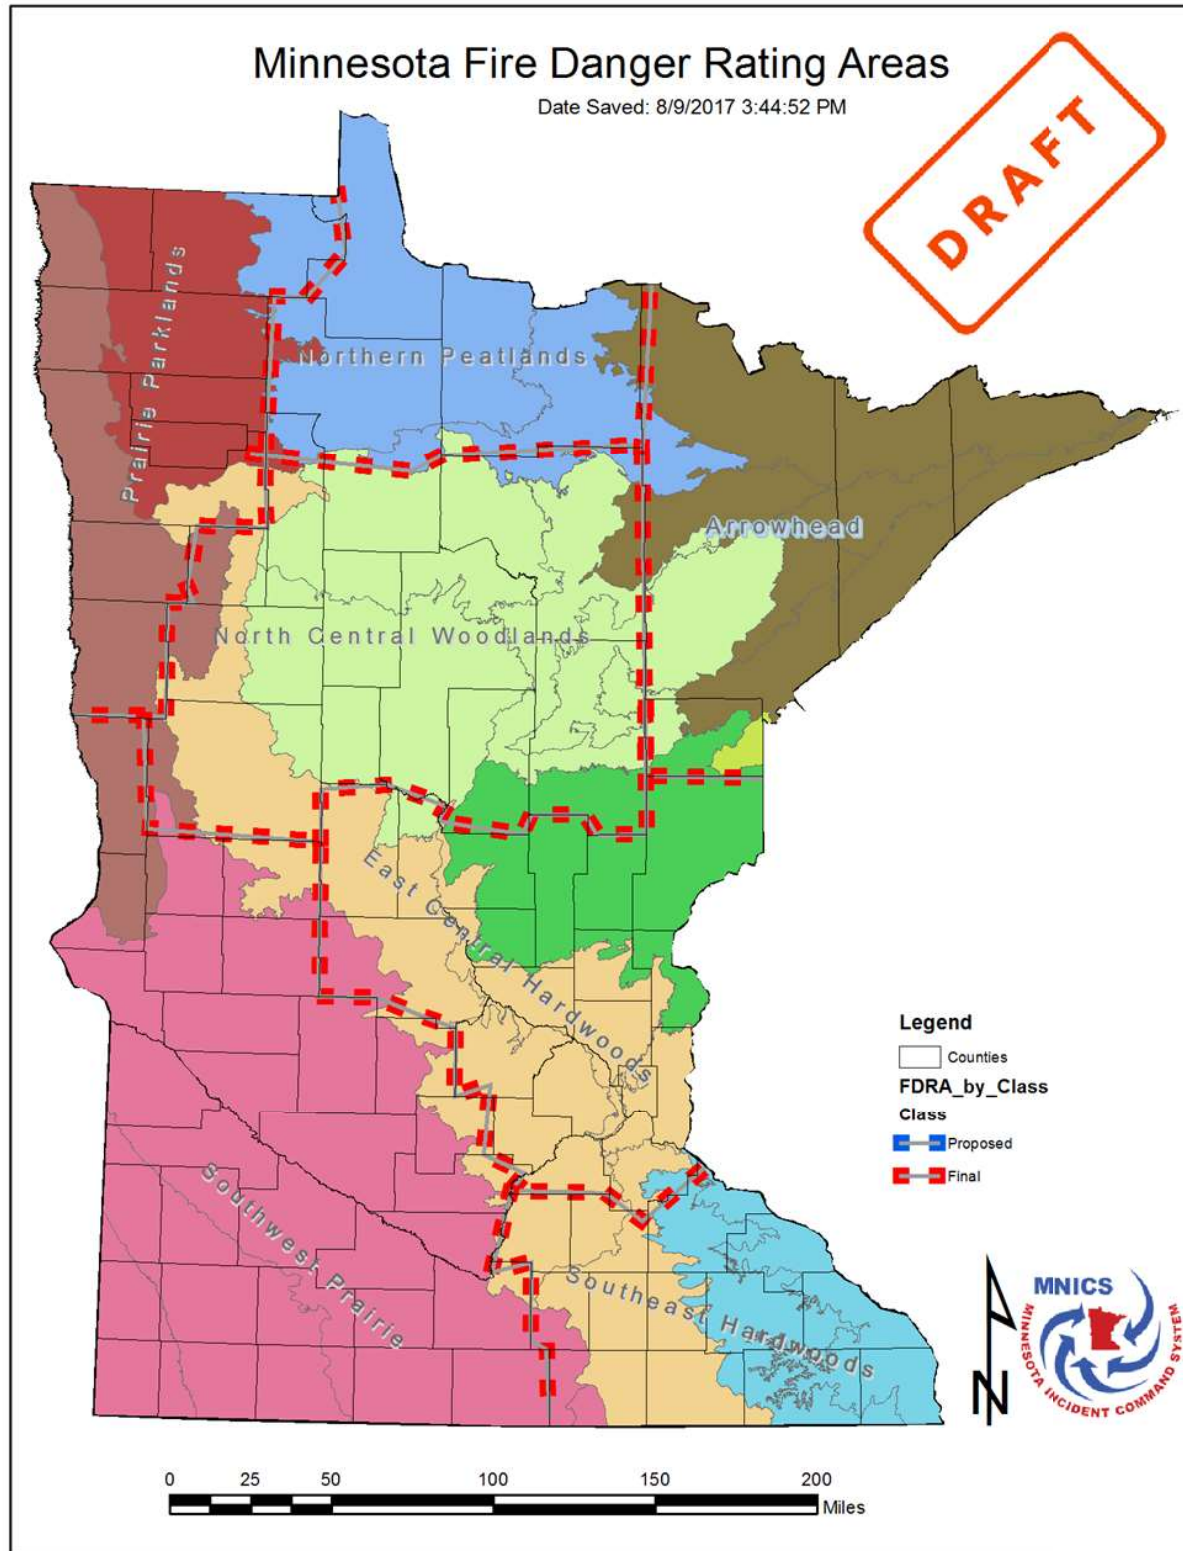 Minnesota Fire Danger Rating Areas
Date Saved: 8/9/2017 3:44:52 PM
DRAFT
Prairie Parklands
Northern Peatlands
Arrowhead
North Central Woodlands
East Central Hardwoods
Southwest Prairie
Southeast Hardwoods
Legend
Counties
FDRA_by_Class
Class
Proposed
Final
N
MNICS
MINNESOTA INCIDENT COMMAND SYSTEM
0 25 50 100 150 200
Miles